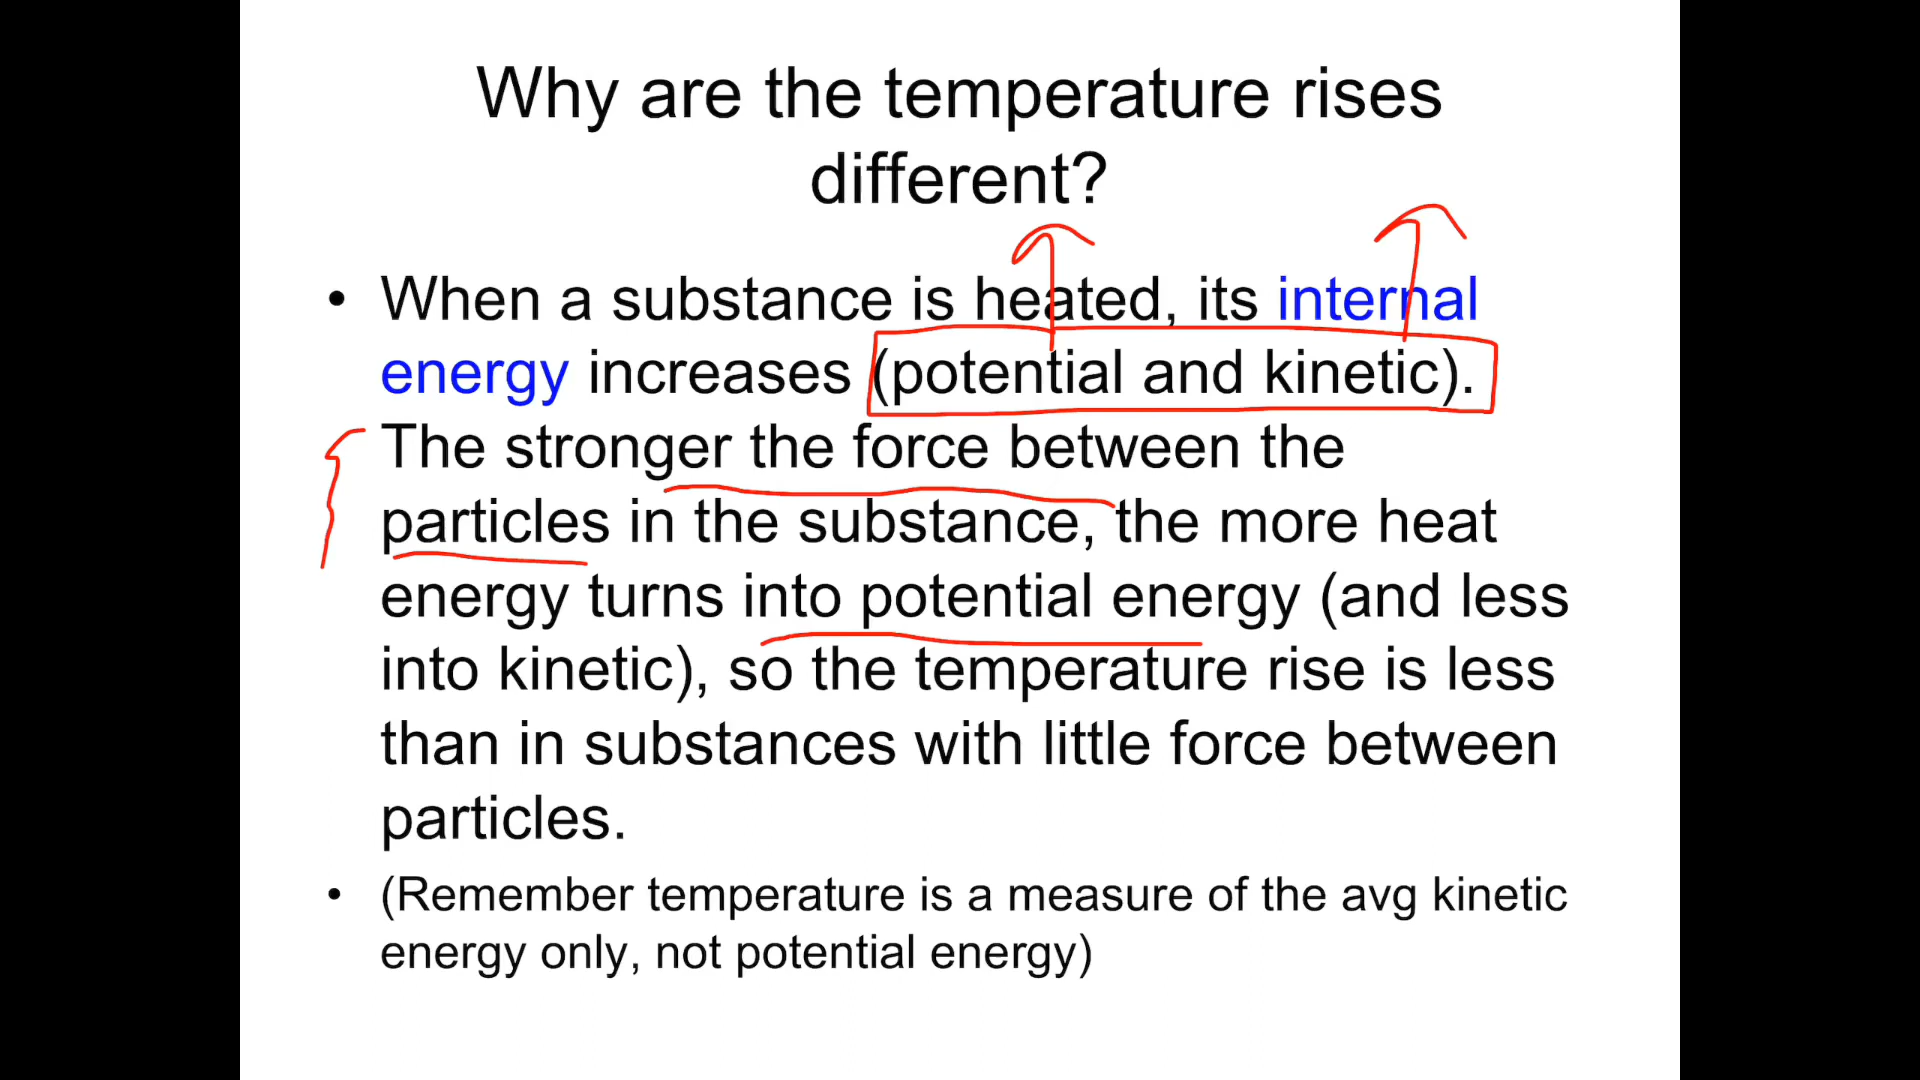 Why are the temperature rises
different?
• When a substance is heated, its internal
energy increases (potential and kinetic).
The stronger the force between the
particles in the substance, the more heat
energy turns into potential energy (and less
into kinetic), so the temperature rise is less
than in substances with little force between
particles.
• (Remember temperature is a measure of the avg kinetic
energy only, not potential energy)